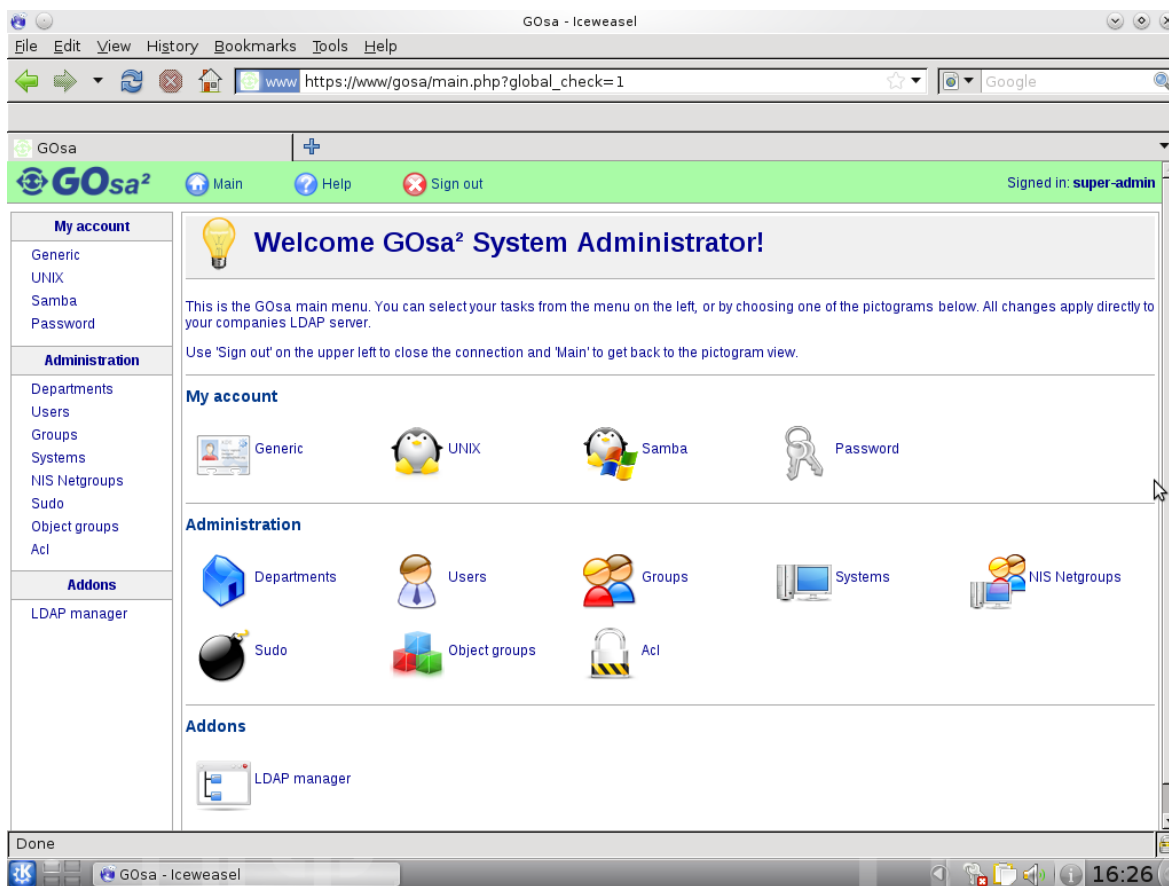 GOsa - Iceweasel
File Edit View History Bookmarks Tools Help
www https://www/gosa/main.php?global_check=1 Google
GOsa
GOsa² Main Help Sign out Signed in: super-admin
My account
Generic
UNIX
Samba
Password
Administration
Departments
Users
Groups
Systems
NIS Netgroups
Sudo
Object groups
Acl
Addons
LDAP manager
Welcome GOsa² System Administrator!
This is the GOsa main menu. You can select your tasks from the menu on the left, or by choosing one of the pictograms below. All changes apply directly to
your companies LDAP server.
Use 'Sign out' on the upper left to close the connection and 'Main' to get back to the pictogram view.
My account
Generic UNIX Samba Password
Administration
Departments Users Groups Systems NIS Netgroups
Sudo Object groups Acl
Addons
LDAP manager
Done
GOsa - Iceweasel 16:26